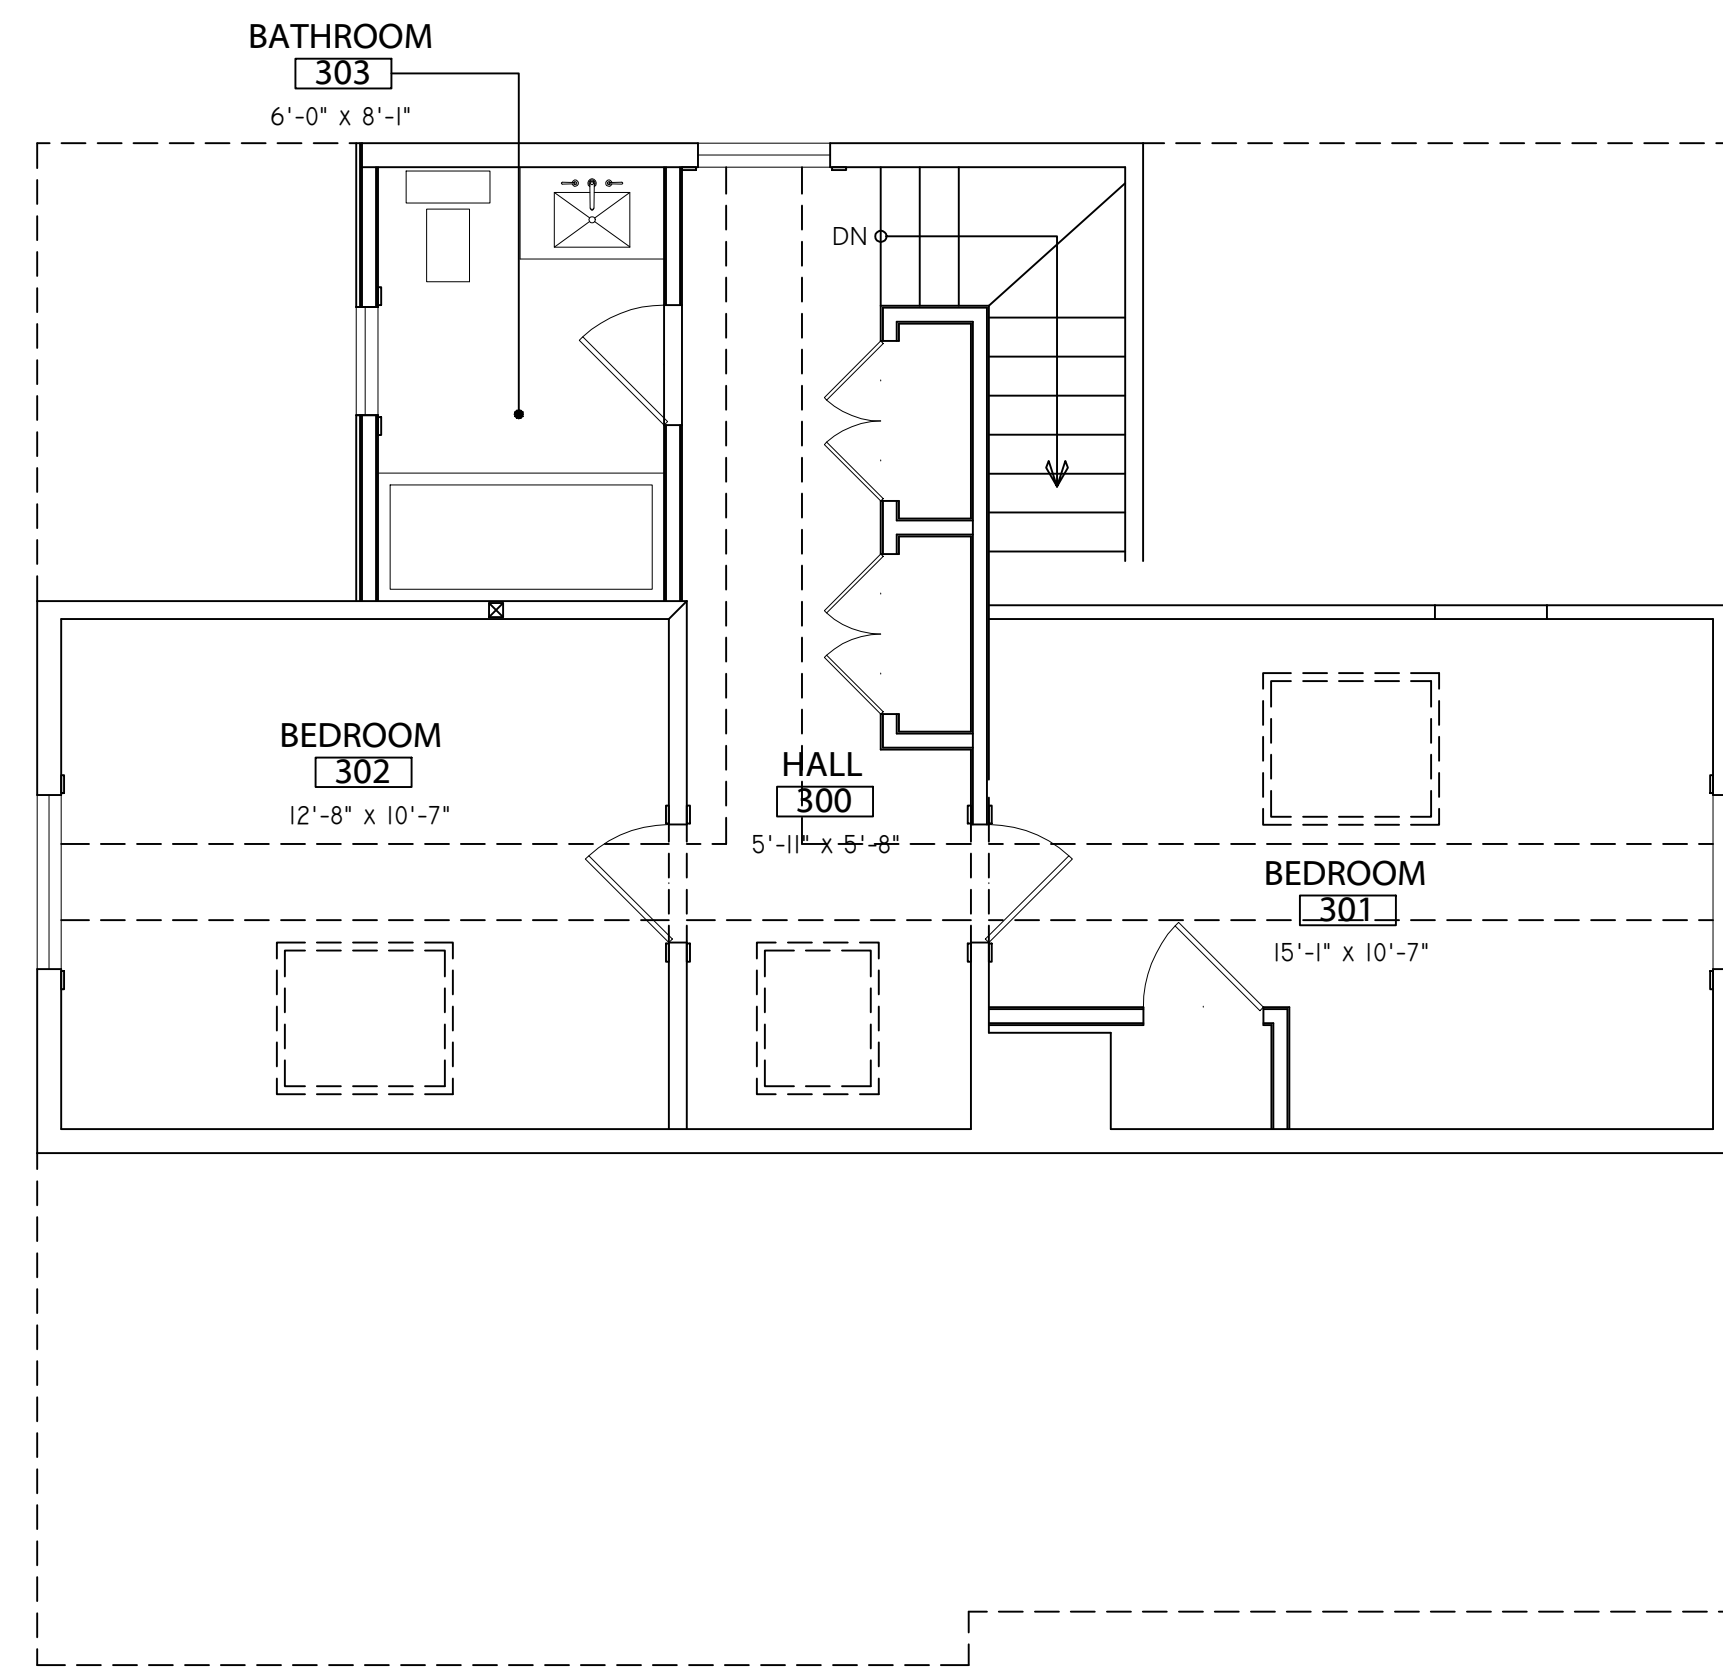 BATHROOM
303
6'-0" X 8'-1"
DN
BEDROOM
302
12'-8" X 10'-7"
HALL
300
5'-11" X 5'-8"
BEDROOM
301
15'-1" X 10'-7"